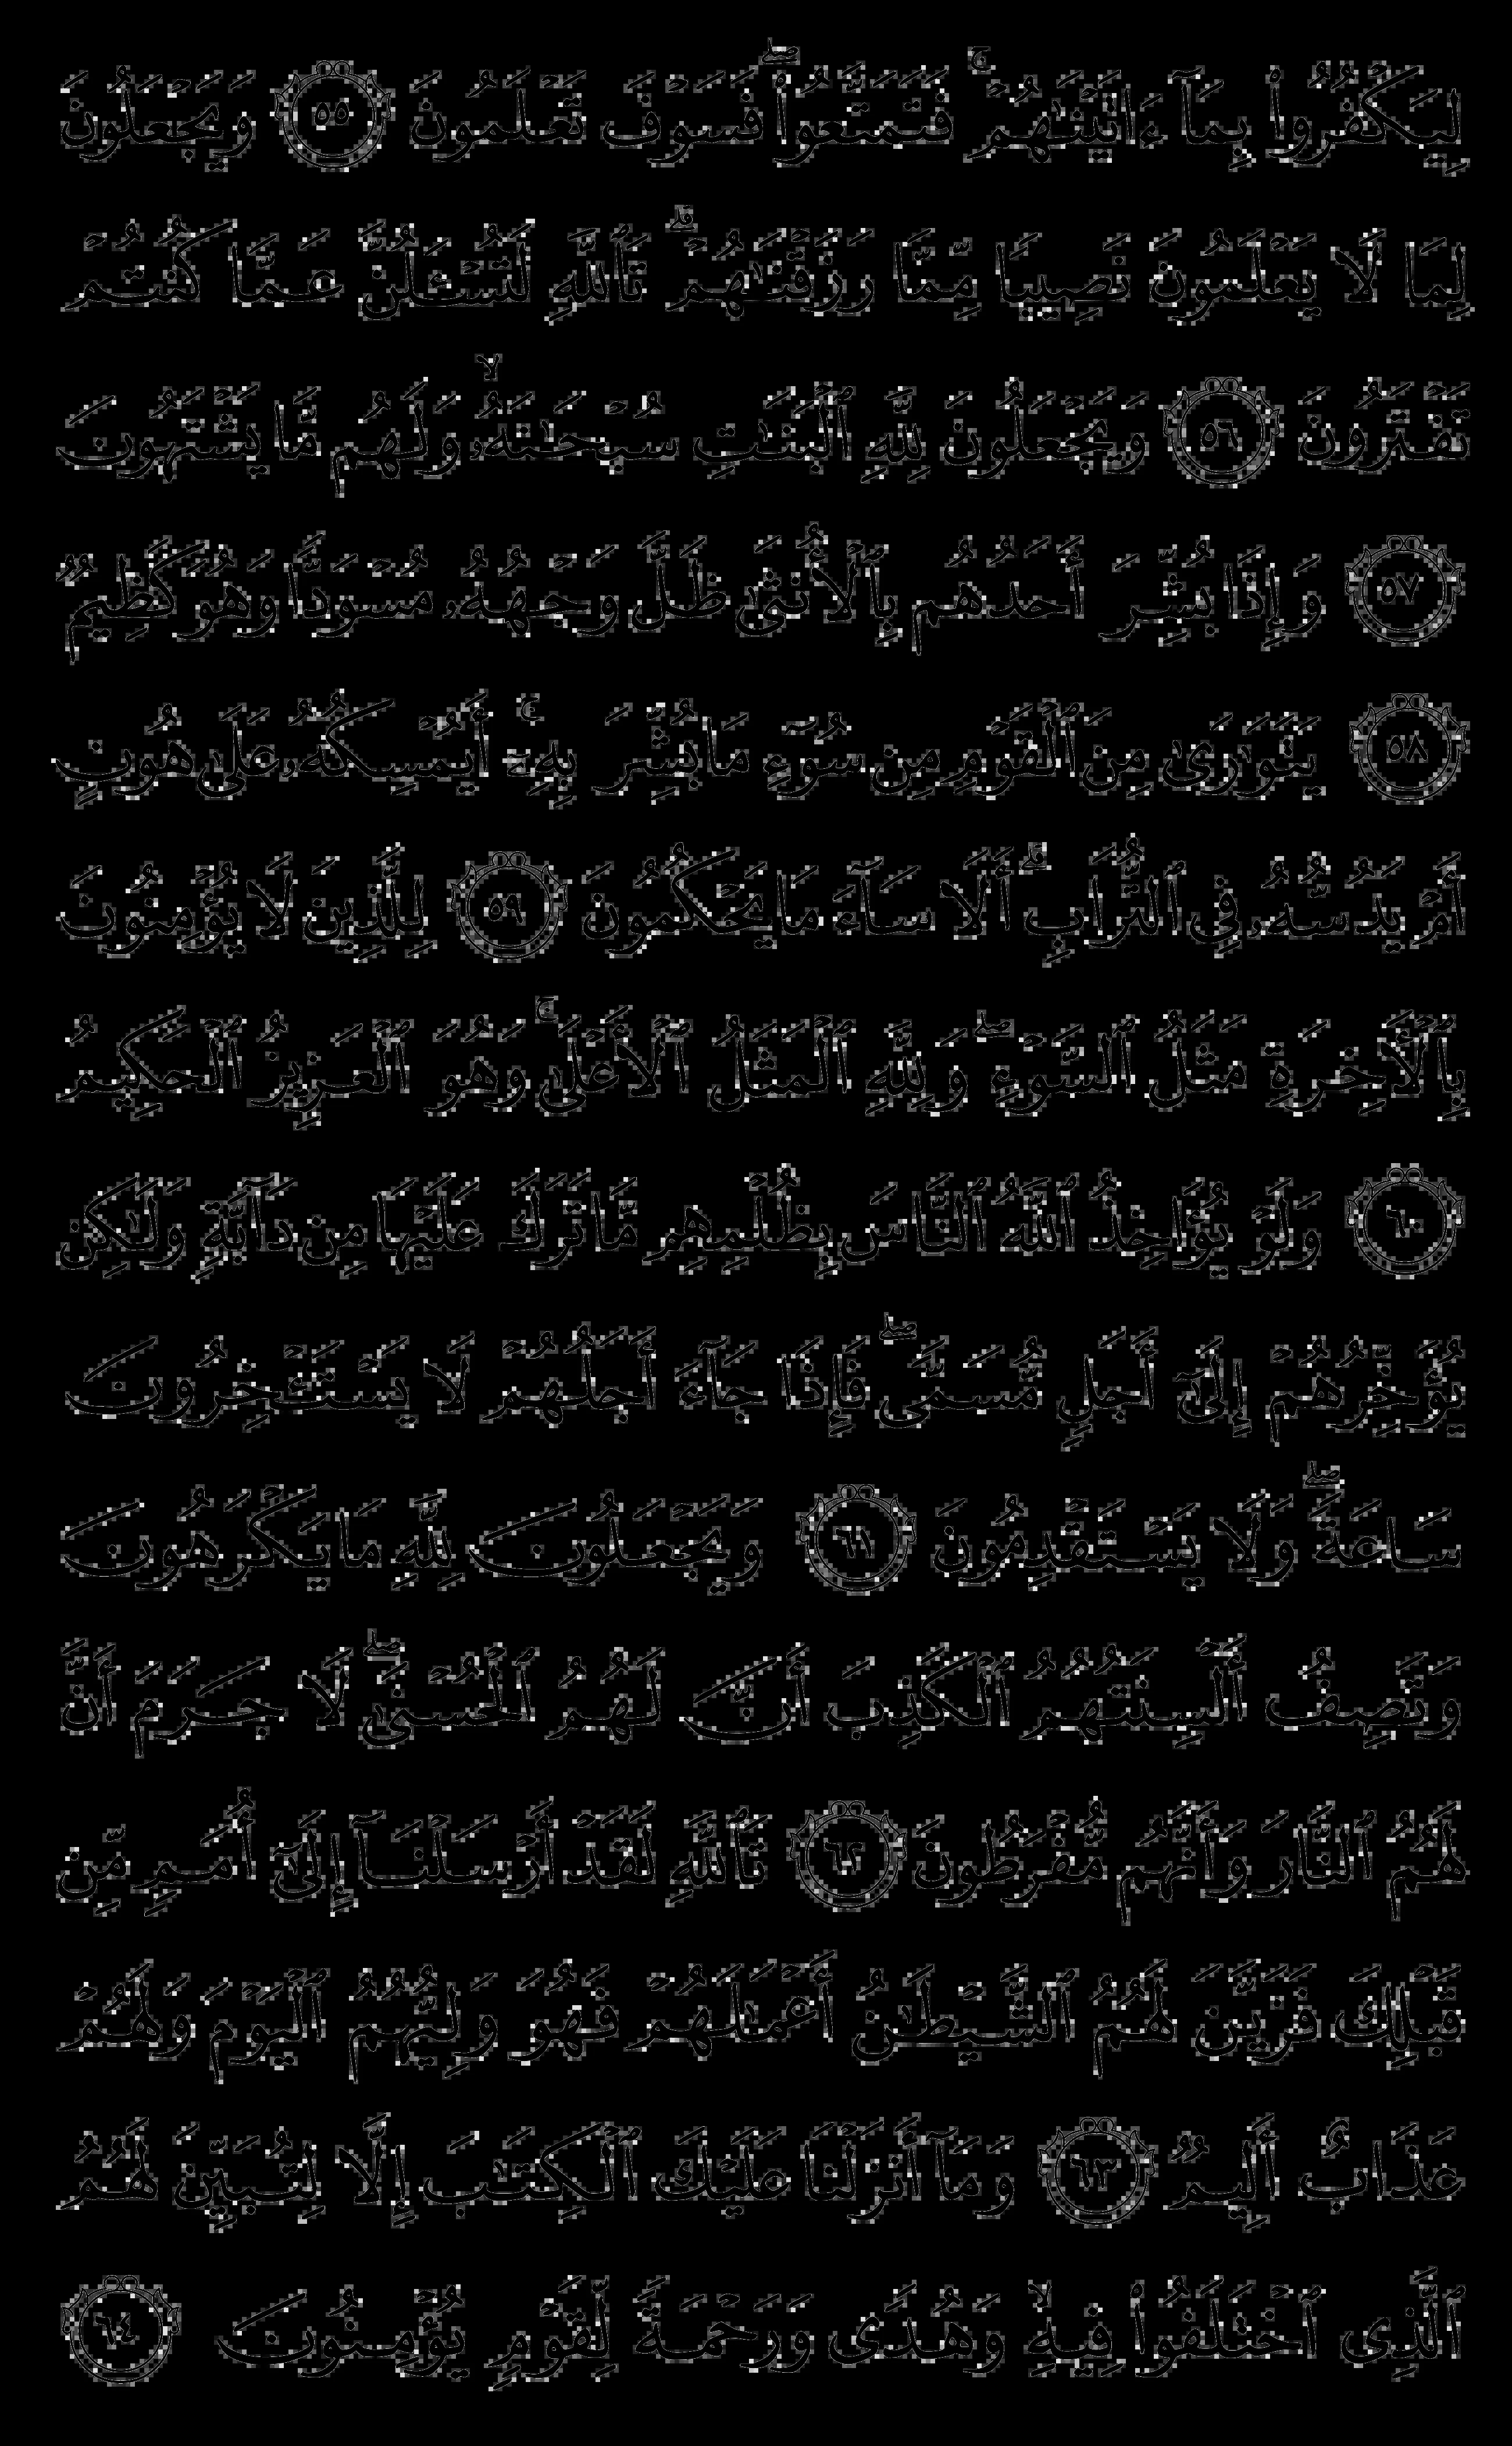 لِيَكْفُرُوا۟ بِمَآ ءَاتَيْنَٰهُمْ ۚ فَتَمَتَّعُوا۟ ۖ فَسَوْفَ تَعْلَمُونَ ٥٥ وَيَجْعَلُونَ
لِمَا لَا يَعْلَمُونَ نَصِيبًا مِّمَّا رَزَقْنَٰهُمْ ۗ تَٱللَّهِ لَتُسْـَٔلُنَّ عَمَّا كُنتُمْ
تَفْتَرُونَ ٥٦ وَيَجْعَلُونَ لِلَّهِ ٱلْبَنَٰتِ سُبْحَٰنَهُۥ ۙ وَلَهُم مَّا يَشْتَهُونَ
٥٧ وَإِذَا بُشِّرَ أَحَدُهُم بِٱلْأُنثَىٰ ظَلَّ وَجْهُهُۥ مُسْوَدًّا وَهُوَ كَظِيمٌ
٥٨ يَتَوَٰرَىٰ مِنَ ٱلْقَوْمِ مِن سُوٓءِ مَا بُشِّرَ بِهِۦٓ ۚ أَيُمْسِكُهُۥ عَلَىٰ هُونٍ
أَمْ يَدُسُّهُۥ فِى ٱلتُّرَابِ ۗ أَلَا سَآءَ مَا يَحْكُمُونَ ٥٩ لِلَّذِينَ لَا يُؤْمِنُونَ
بِٱلْـَٔاخِرَةِ مَثَلُ ٱلسَّوْءِ ۖ وَلِلَّهِ ٱلْمَثَلُ ٱلْأَعْلَىٰ ۚ وَهُوَ ٱلْعَزِيزُ ٱلْحَكِيمُ
٦٠ وَلَوْ يُؤَاخِذُ ٱللَّهُ ٱلنَّاسَ بِظُلْمِهِم مَّا تَرَكَ عَلَيْهَا مِن دَآبَّةٍ وَلَٰكِن
يُؤَخِّرُهُمْ إِلَىٰٓ أَجَلٍ مُّسَمًّى ۖ فَإِذَا جَآءَ أَجَلُهُمْ لَا يَسْتَـْٔخِرُونَ
سَاعَةً ۖ وَلَا يَسْتَقْدِمُونَ ٦١ وَيَجْعَلُونَ لِلَّهِ مَا يَكْرَهُونَ
وَتَصِفُ أَلْسِنَتُهُمُ ٱلْكَذِبَ أَنَّ لَهُمُ ٱلْحُسْنَىٰ ۖ لَا جَرَمَ أَنَّ
لَهُمُ ٱلنَّارَ وَأَنَّهُم مُّفْرَطُونَ ٦٢ تَٱللَّهِ لَقَدْ أَرْسَلْنَآ إِلَىٰٓ أُمَمٍ مِّن
قَبْلِكَ فَزَيَّنَ لَهُمُ ٱلشَّيْطَٰنُ أَعْمَٰلَهُمْ فَهُوَ وَلِيُّهُمُ ٱلْيَوْمَ وَلَهُمْ
عَذَابٌ أَلِيمٌ ٦٣ وَمَآ أَنزَلْنَا عَلَيْكَ ٱلْكِتَٰبَ إِلَّا لِتُبَيِّنَ لَهُمُ
ٱلَّذِى ٱخْتَلَفُوا۟ فِيهِ ۙ وَهُدًى وَرَحْمَةً لِّقَوْمٍ يُؤْمِنُونَ ٦٤